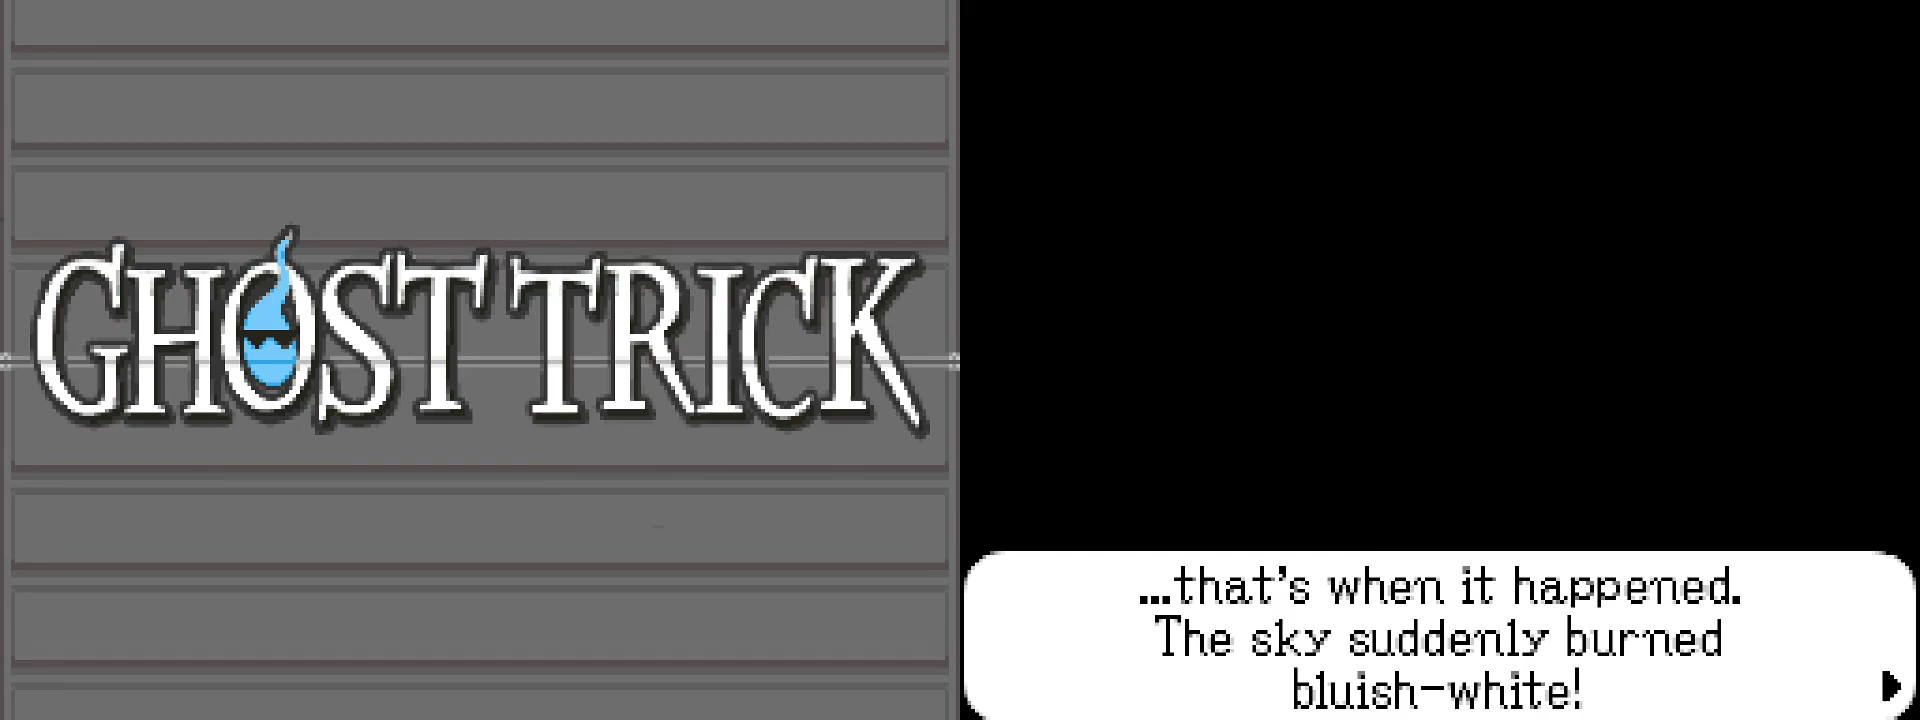 GHOST TRICK
...that's when it happened.
The sky suddenly burned
bluish-white!